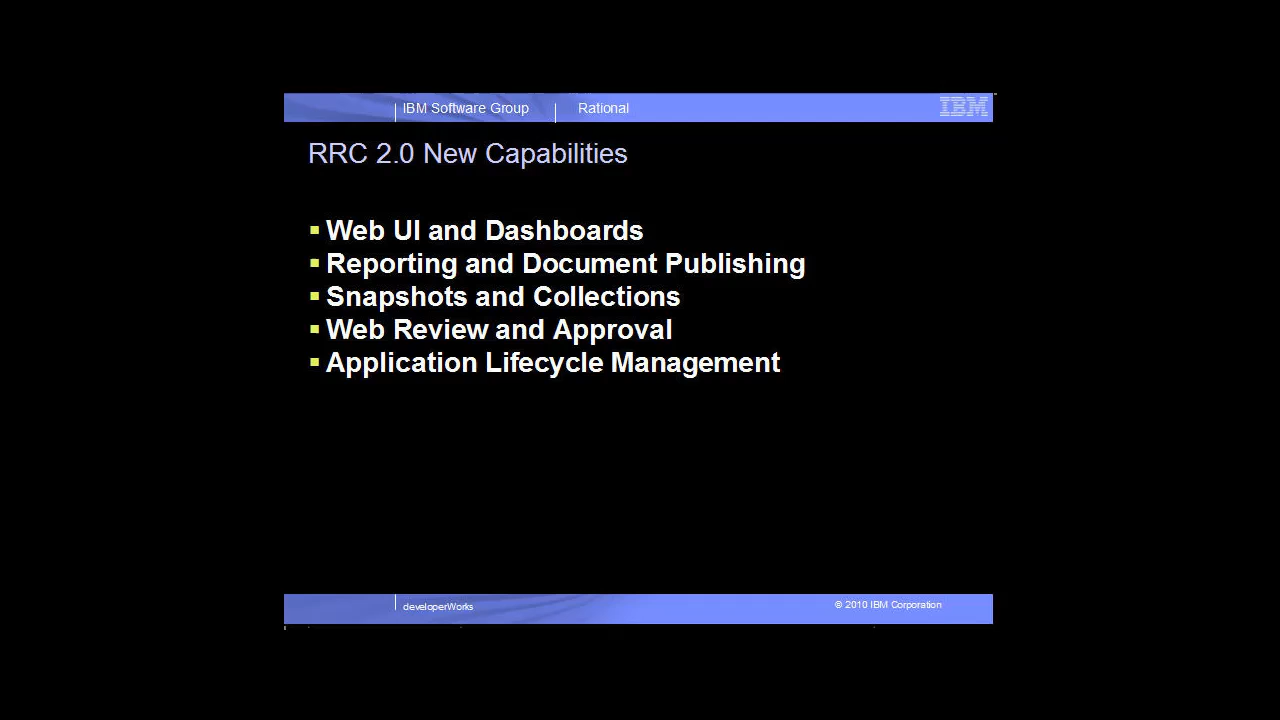 IBM Software Group
Rational
IBM
RRC 2.0 New Capabilities
Web UI and Dashboards
Reporting and Document Publishing
Snapshots and Collections
Web Review and Approval
Application Lifecycle Management
developerWorks
© 2010 IBM Corporation